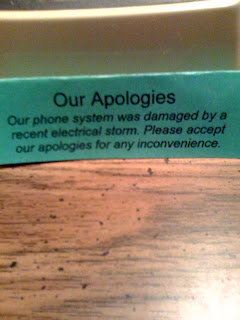 Our Apologies
Our phone system was damaged by a
recent electrical storm. Please accept
our apologies for any inconvenience.